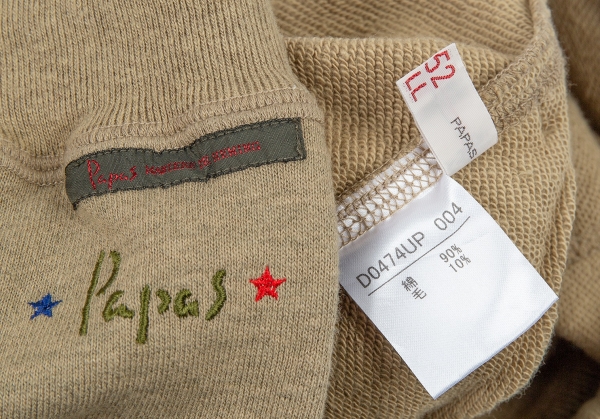 Papas
Papas
52
LL
PAPAS
D0474UP 004
綿 90%
毛 10%